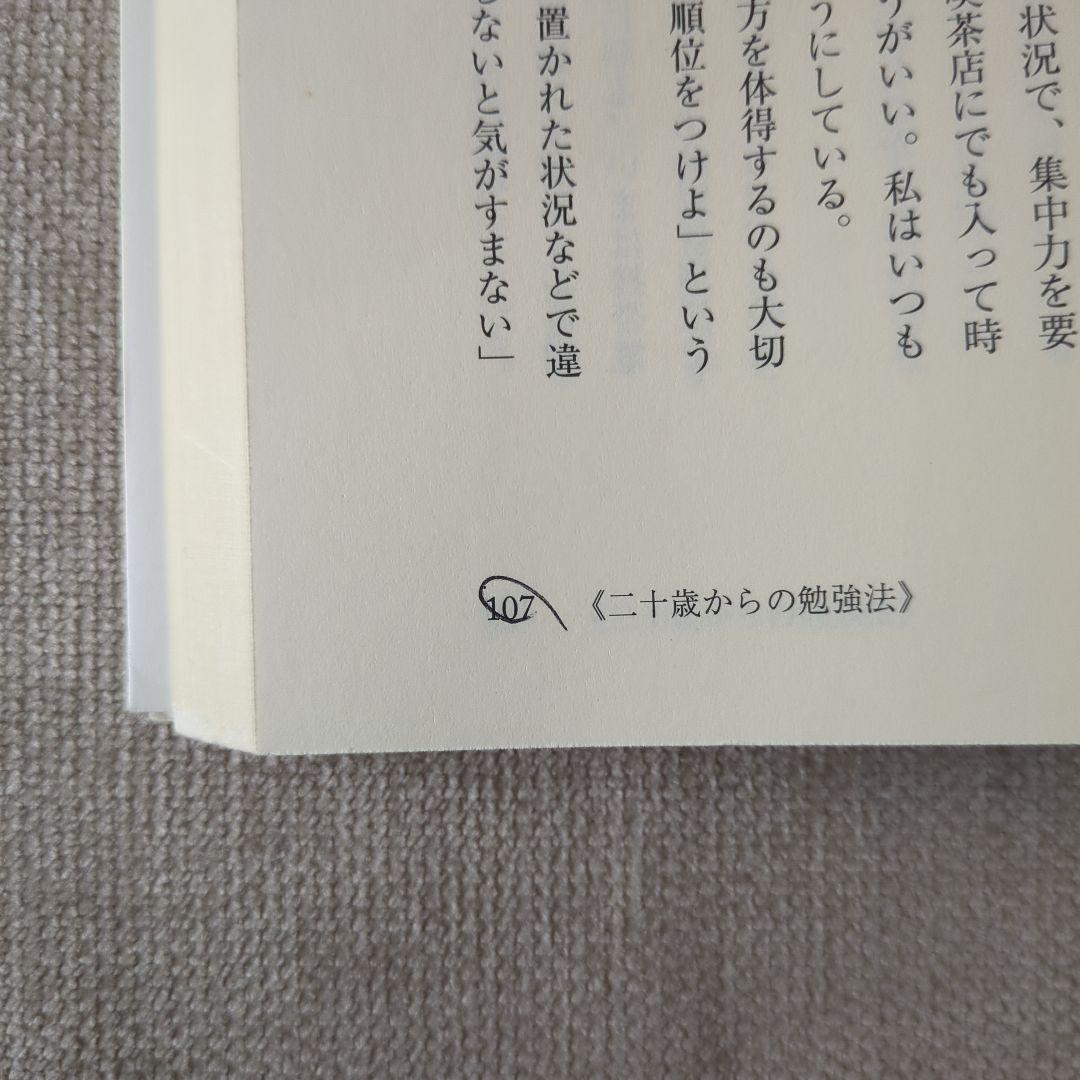 状況で、集中力を要
茶店にでも入って時
うがいい。私はいつも
うにしている。
方を体得するのも大切
順位をつけよ」という
置かれた状況などで違
ないと気がすまない」
107 《二十歳からの勉強法》